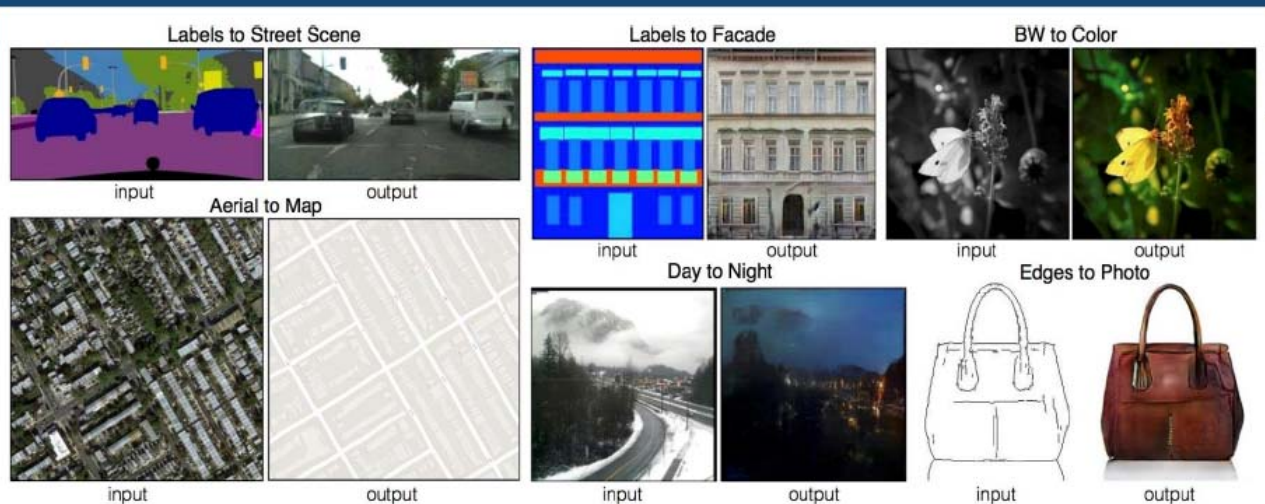 Labels to Street Scene
input
output
Aerial to Map
input
output
Labels to Facade
input
output
BW to Color
input
output
Day to Night
input
output
Edges to Photo
input
output